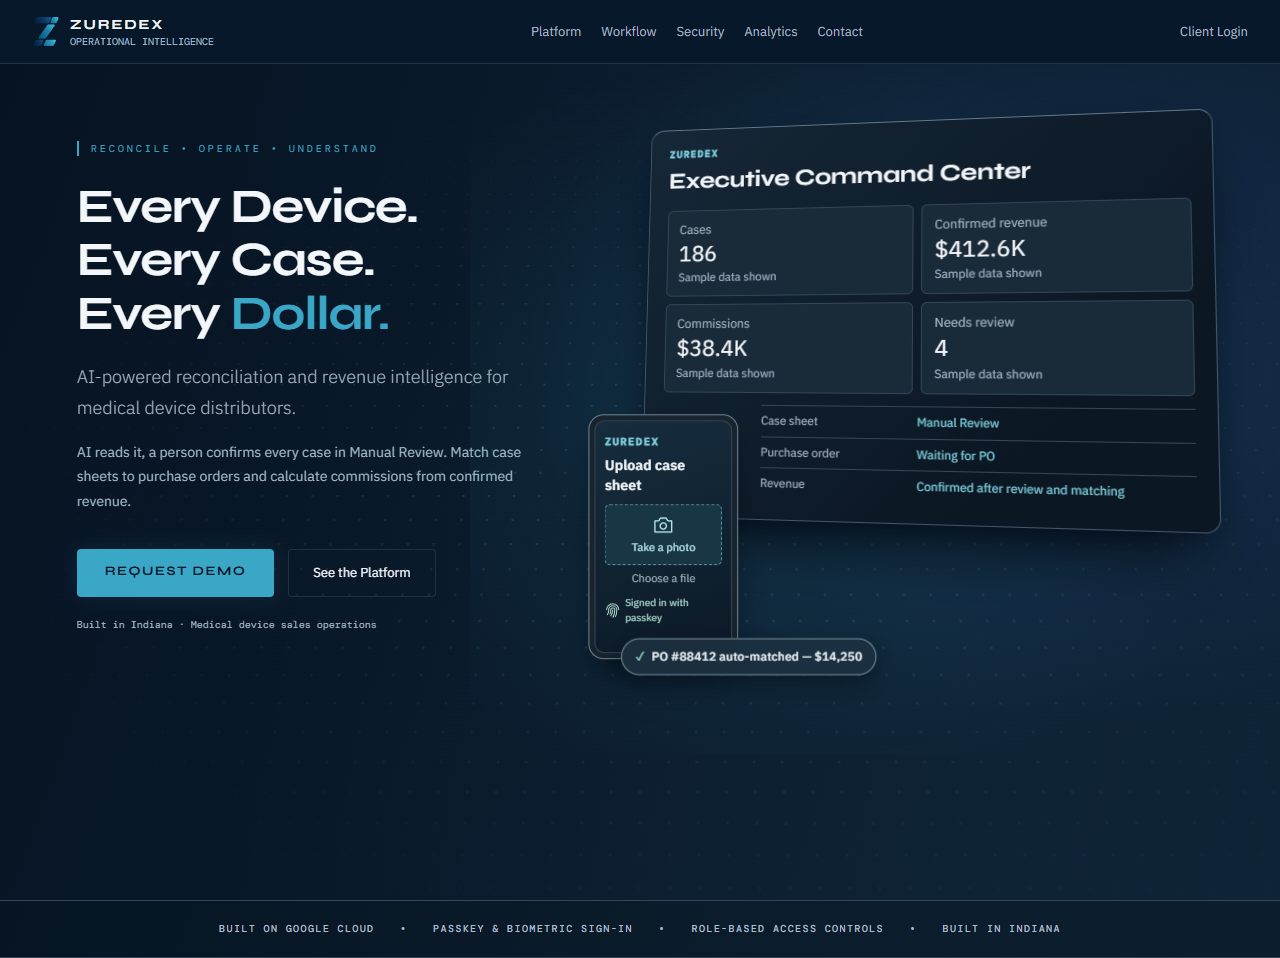 ZUREDEX
OPERATIONAL INTELLIGENCE
Platform
Workflow
Security
Analytics
Contact
Client Login
RECONCILE • OPERATE • UNDERSTAND
Every Device.
Every Case.
Every Dollar.
AI-powered reconciliation and revenue intelligence for
medical device distributors.
AI reads it, a person confirms every case in Manual Review. Match case
sheets to purchase orders and calculate commissions from confirmed
revenue.
REQUEST DEMO
See the Platform
Built in Indiana · Medical device sales operations
ZUREDEX
Executive Command Center
Cases
186
Sample data shown
Confirmed revenue
$412.6K
Sample data shown
Commissions
$38.4K
Sample data shown
Needs review
4
Sample data shown
Case sheet
Manual Review
Purchase order
Waiting for PO
Revenue
Confirmed after review and matching
ZUREDEX
Upload case
sheet
Take a photo
Choose a file
Signed in with
passkey
✓ PO #88412 auto-matched — $14,250
BUILT ON GOOGLE CLOUD • PASSKEY & BIOMETRIC SIGN-IN • ROLE-BASED ACCESS CONTROLS • BUILT IN INDIANA